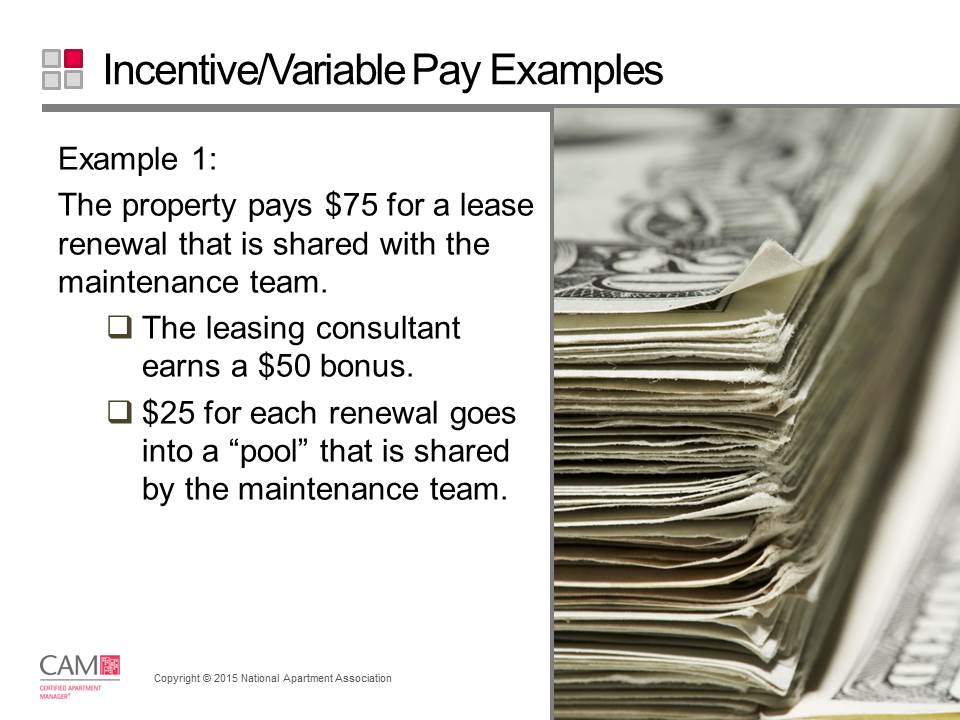 Incentive/Variable Pay Examples
Example 1:
The property pays $75 for a lease
renewal that is shared with the
maintenance team.
The leasing consultant
earns a $50 bonus.
$25 for each renewal goes
into a “pool” that is shared
by the maintenance team.
CAM
CERTIFIED APARTMENT
MANAGER®
Copyright © 2015 National Apartment Association